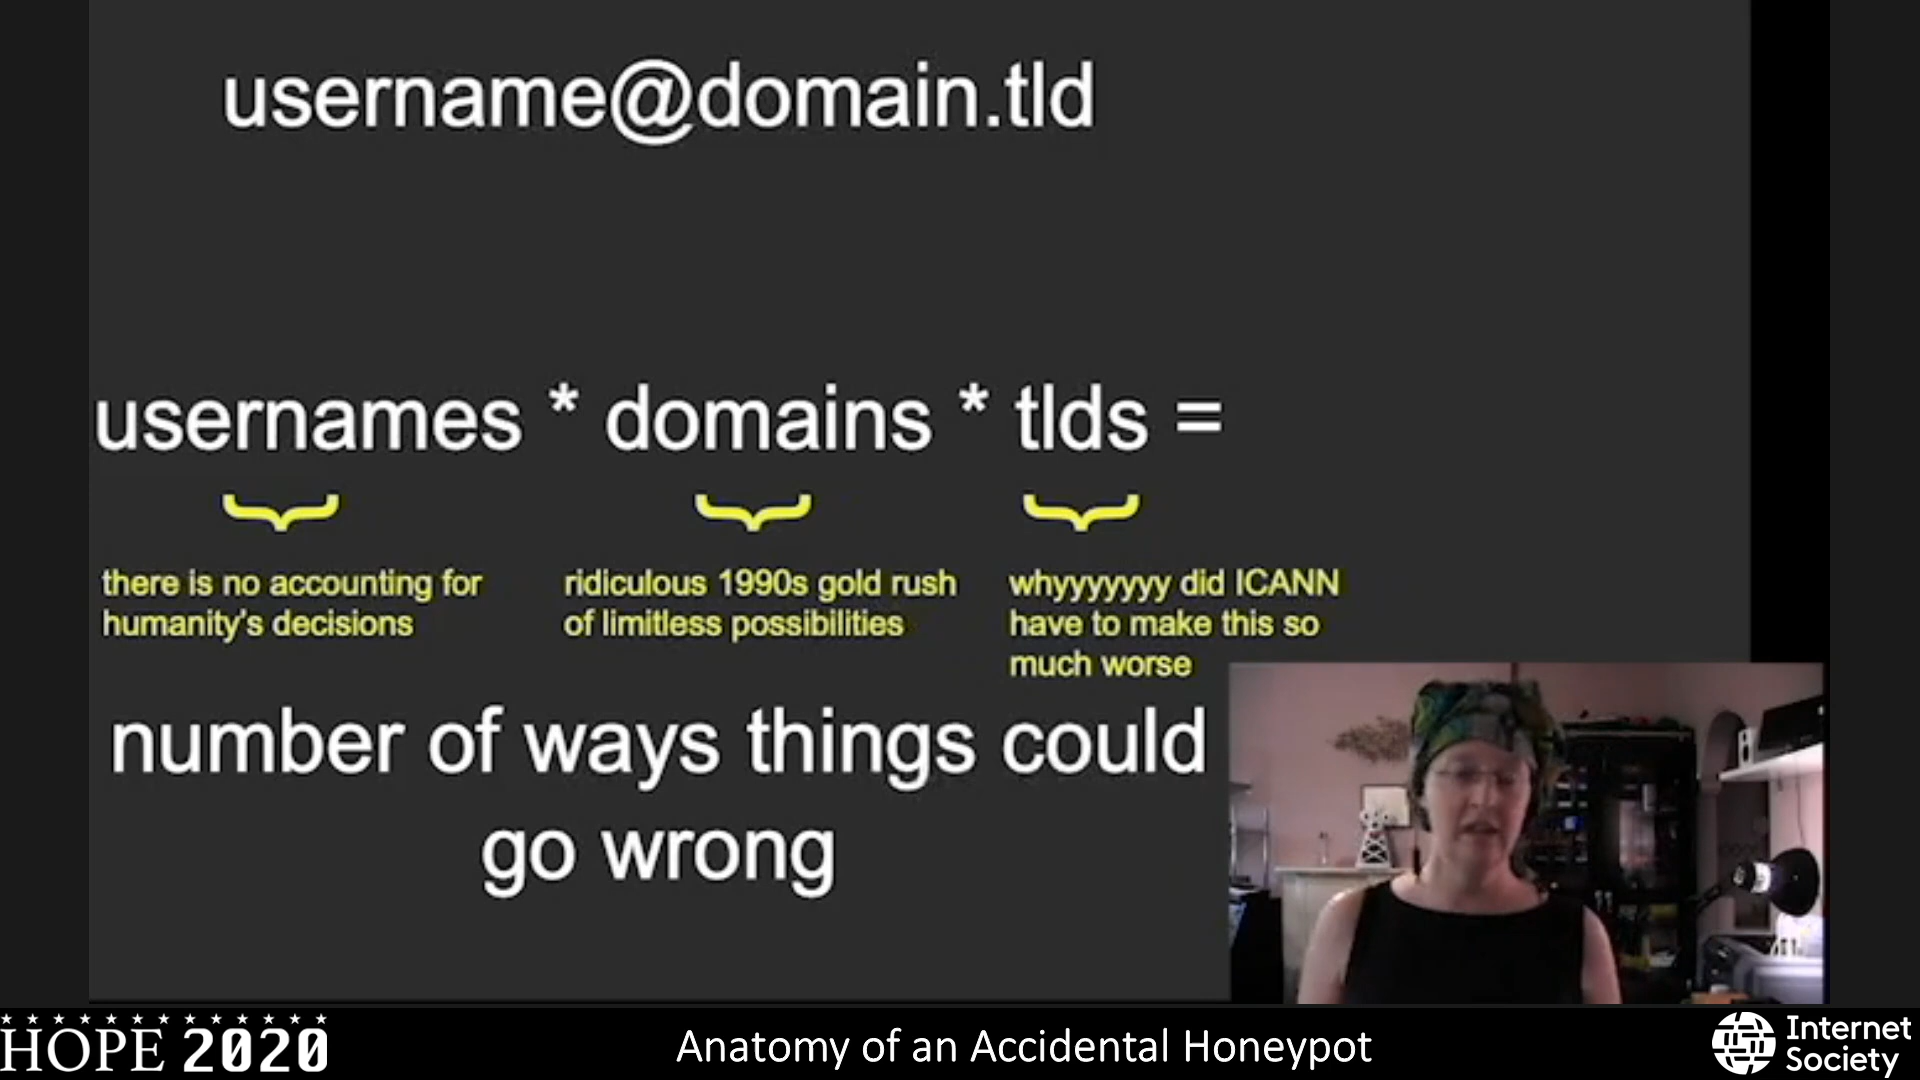 username@domain.tld
usernames * domains * tlds =
there is no accounting for
humanity's decisions
ridiculous 1990s gold rush
of limitless possibilities
whyyyyyyy did ICANN
have to make this so
much worse
number of ways things could
go wrong
HOPE 2020
Anatomy of an Accidental Honeypot
Internet
Society